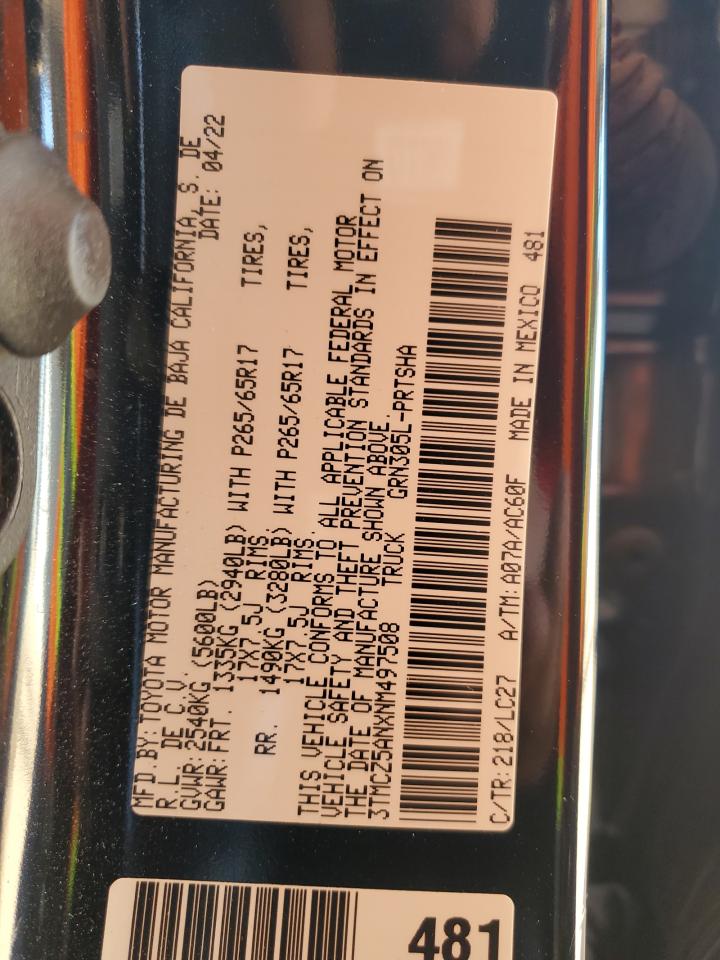 MFD.BY:TOYOTA MOTOR MANUFACTURING DE BAJA CALIFORNIA, S. DE
R.L. DE C.V. DATE: 04/22
GVWR:2540KG (5600LB)
GAWR:FRT. 1335KG (2940LB) WITH P265/65R17 TIRES,
17X7.5J RIMS.
RR. 1490KG (3280LB) WITH P265/65R17 TIRES,
17X7.5J RIMS.
THIS VEHICLE CONFORMS TO ALL APPLICABLE FEDERAL MOTOR
VEHICLE SAFETY AND THEFT PREVENTION STANDARDS IN EFFECT ON
THE DATE OF MANUFACTURE SHOWN ABOVE.
3TMCZ5ANXNM497508 TRUCK GRN305L-PRTSHA
C/TR:218/LC27 A/TM:A07A/AC60F MADE IN MEXICO 481
481